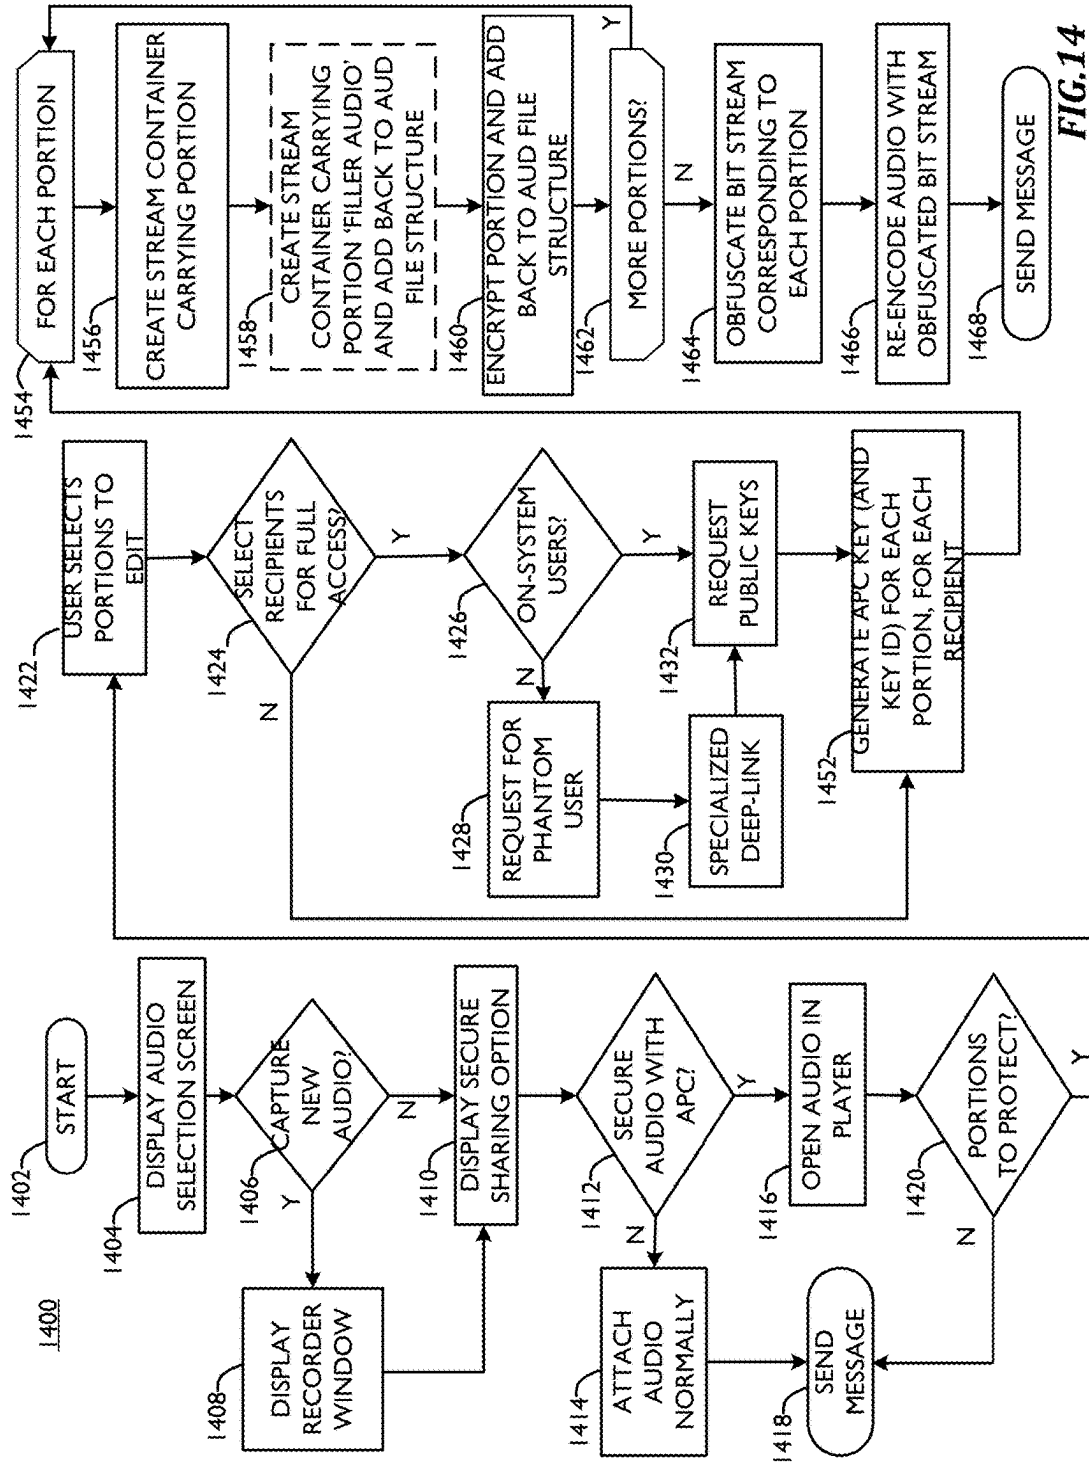 1400
1402
START
1404
DISPLAY AUDIO
SELECTION SCREEN
1406
CAPTURE
NEW
AUDIO?
Y
N
1408
DISPLAY
RECORDER
WINDOW
1410
DISPLAY SECURE
SHARING OPTION
1412
SECURE
AUDIO WITH
APC?
N
Y
1414
ATTACH
AUDIO
NORMALLY
1416
OPEN AUDIO IN
PLAYER
1418
SEND
MESSAGE
1420
PORTIONS
TO PROTECT?
N
Y
1422
USER SELECTS
PORTIONS TO
EDIT
1424
SELECT
RECIPIENTS
FOR FULL
ACCESS?
N
Y
1426
ON-SYSTEM
USERS?
N
Y
1428
REQUEST FOR
PHANTOM
USER
1430
SPECIALIZED
DEEP-LINK
1432
REQUEST
PUBLIC KEYS
1452
GENERATE APC KEY (AND
KEY ID) FOR EACH
PORTION, FOR EACH
RECIPIENT
1454
FOR EACH PORTION
1456
CREATE STREAM CONTAINER
CARRYING PORTION
1458
CREATE STREAM
CONTAINER CARRYING
PORTION ‘FILLER AUDIO’
AND ADD BACK TO AUD
FILE STRUCTURE
1460
ENCRYPT PORTION AND ADD
BACK TO AUD FILE
STRUCTURE
1462
MORE PORTIONS?
Y
N
1464
OBFUSCATE BIT STREAM
CORRESPONDING TO
EACH PORTION
1466
RE-ENCODE AUDIO WITH
OBFUSCATED BIT STREAM
1468
SEND MESSAGE
FIG.14